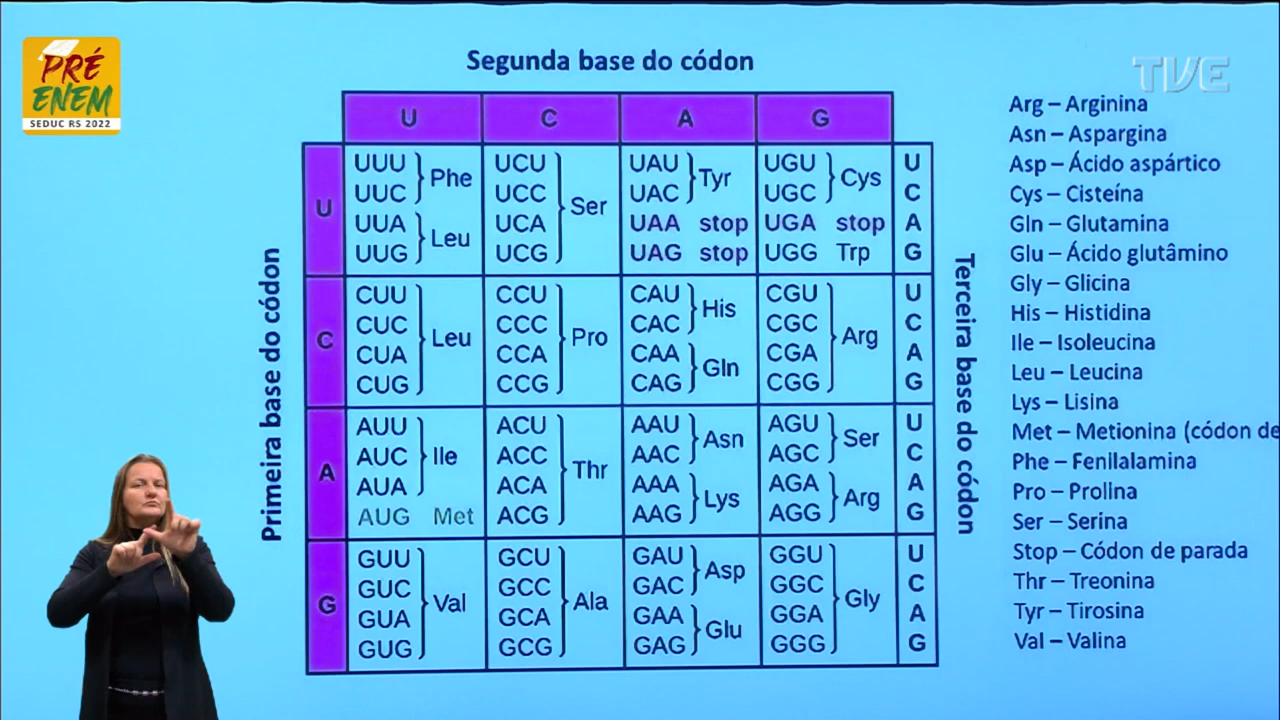 PRÉ
ENEM
SEDUC RS 2022
TVE
Segunda base do códon
Primeira base do códon
Terceira base do códon
U C A G
U
UUU Phe UCU Ser UAU Tyr UGU Cys U
UUC UCC UAC UGC C
UUA Leu UCA UAA stop UGA stop A
UUG UCG UAG stop UGG Trp G
C
CUU Leu CCU Pro CAU His CGU Arg U
CUC CCC CAC CGC C
CUA CCA CAA Gln CGA A
CUG CCG CAG CGG G
A
AUU Ile ACU Thr AAU Asn AGU Ser U
AUC ACC AAC AGC C
AUA ACA AAA Lys AGA Arg A
AUG Met ACG AAG AGG G
G
GUU Val GCU Ala GAU Asp GGU Gly U
GUC GCC GAC GGC C
GUA GCA GAA Glu GGA A
GUG GCG GAG GGG G
Arg – Arginina
Asn – Aspargina
Asp – Ácido aspártico
Cys – Cisteína
Gln – Glutamina
Glu – Ácido glutâmino
Gly – Glicina
His – Histidina
Ile – Isoleucina
Leu – Leucina
Lys – Lisina
Met – Metionina (códon de
Phe – Fenilalamina
Pro – Prolina
Ser – Serina
Stop – Códon de parada
Thr – Treonina
Tyr – Tirosina
Val – Valina